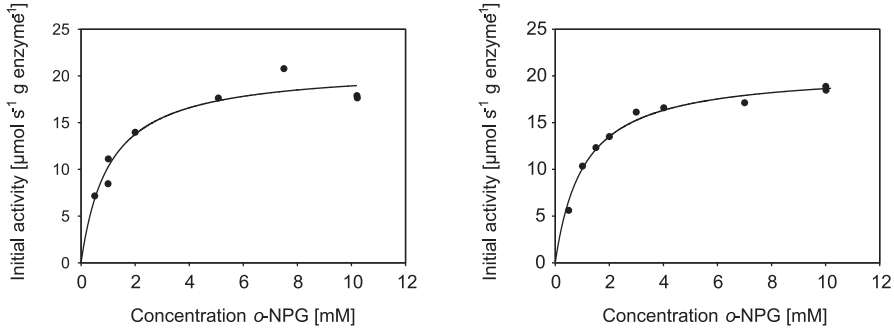 Initial activity [µmol s-1 g enzyme-1]
25
20
15
10
5
0
0 2 4 6 8 10 12
Concentration o-NPG [mM]
Initial activity [µmol s-1 g enzyme-1]
25
20
15
10
5
0
0 2 4 6 8 10 12
Concentration o-NPG [mM]